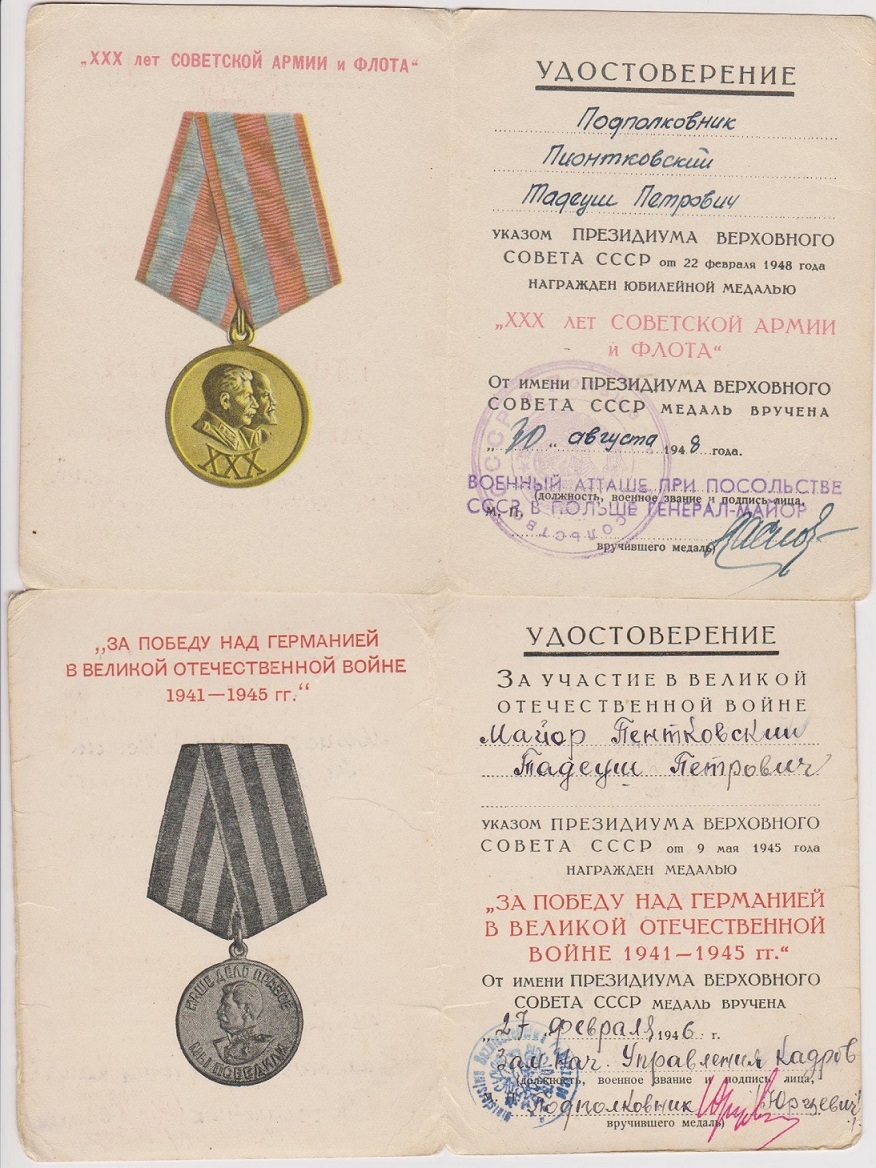 „XXX лет СОВЕТСКОЙ АРМИИ и ФЛОТА“
XXX
УДОСТОВЕРЕНИЕ
Подполковник
Пионтковский
Тадеуш Петрович
УКАЗОМ ПРЕЗИДИУМА ВЕРХОВНОГО
СОВЕТА СССР от 22 февраля 1948 года
НАГРАЖДЕН ЮБИЛЕЙНОЙ МЕДАЛЬЮ
„XXX ЛЕТ СОВЕТСКОЙ АРМИИ
и ФЛОТА“
От имени ПРЕЗИДИУМА ВЕРХОВНОГО
СОВЕТА СССР МЕДАЛЬ ВРУЧЕНА
„30„ августа 1948 года.
ВОЕННЫЙ АТТАШЕ ПРИ ПОСОЛЬСТВЕ
(должность, военное звание и подпись лица,
СССР В ПОЛЬШЕ ГЕНЕРАЛ-МАЙОР
М. П.
вручившего медаль)
„ЗА ПОБЕДУ НАД ГЕРМАНИЕЙ
В ВЕЛИКОЙ ОТЕЧЕСТВЕННОЙ ВОЙНЕ
1941—1945 гг.“
НАШЕ ДЕЛО ПРАВОЕ
МЫ ПОБЕДИЛИ
УДОСТОВЕРЕНИЕ
ЗА УЧАСТИЕ В ВЕЛИКОЙ
ОТЕЧЕСТВЕННОЙ ВОЙНЕ
Майор Пентковский
Тадеуш Петрович
УКАЗОМ ПРЕЗИДИУМА ВЕРХОВНОГО
СОВЕТА СССР от 9 мая 1945 года
НАГРАЖДЕН МЕДАЛЬЮ
„ЗА ПОБЕДУ НАД ГЕРМАНИЕЙ
В ВЕЛИКОЙ ОТЕЧЕСТВЕННОЙ
ВОЙНЕ 1941—1945 гг.“
От имени ПРЕЗИДИУМА ВЕРХОВНОГО
СОВЕТА СССР МЕДАЛЬ ВРУЧЕНА
„27„ февраля 1946 г.
Зам. нач. Управления Кадров
(должность, военное звание и подпись лица,
Подполковник (Юргевич)
вручившего медаль)